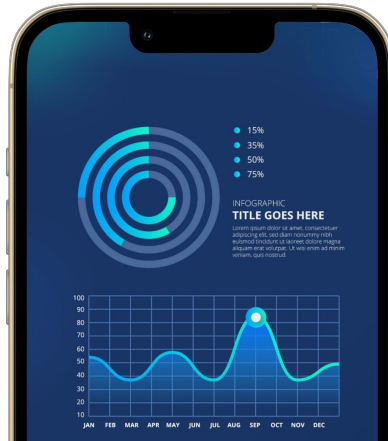 15%
35%
50%
75%
INFOGRAPHIC
TITLE GOES HERE
Lorem ipsum dolor sit amet, consectetuer
adipiscing elit, sed diam nonummy nibh
euismod tincidunt ut laoreet dolore magna
aliquam erat volutpat. Ut wisi enim ad minim
veniam, quis nostrud.
100
90
80
70
60
50
40
30
20
10
JAN FEB MAR APR MAY JUN JUL AUG SEP OCT NOV DEC